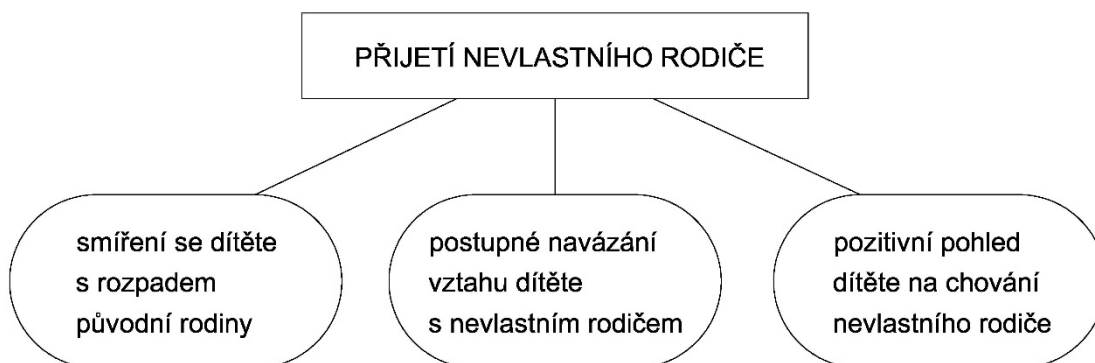 PŘIJETÍ NEVLASTNÍHO RODIČE
smíření se dítěte
s rozpadem
původní rodiny
postupné navázání
vztahu dítěte
s nevlastním rodičem
pozitivní pohled
dítěte na chování
nevlastního rodiče